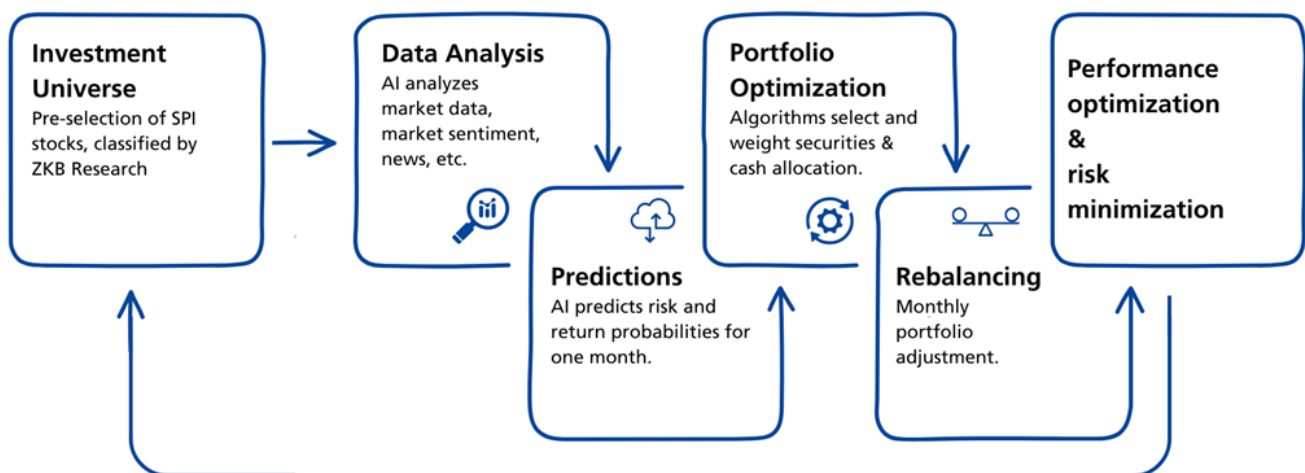 Investment
Universe
Pre-selection of SPI
stocks, classified by
ZKB Research
Data Analysis
AI analyzes
market data,
market sentiment,
news, etc.
Predictions
AI predicts risk and
return probabilities for
one month.
Portfolio
Optimization
Algorithms select and
weight securities &
cash allocation.
Rebalancing
Monthly
portfolio
adjustment.
Performance
optimization
&
risk
minimization